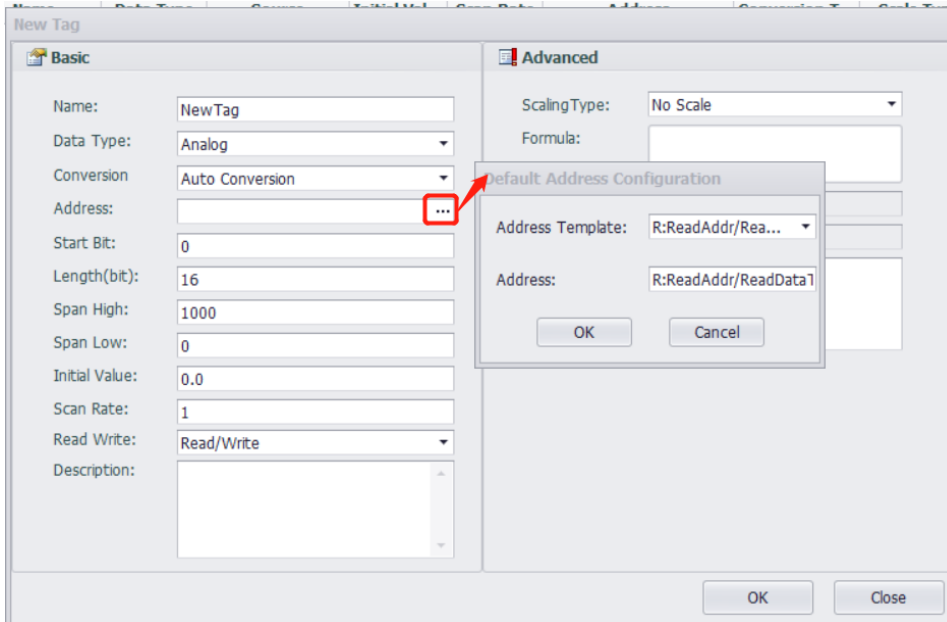 New Tag
Basic
Name:
NewTag
Data Type:
Analog
Conversion
Auto Conversion
Address:
...
Start Bit:
0
Length(bit):
16
Span High:
1000
Span Low:
0
Initial Value:
0.0
Scan Rate:
1
Read Write:
Read/Write
Description:
Advanced
ScalingType:
No Scale
Formula:
Default Address Configuration
Address Template:
R:ReadAddr/Rea...
Address:
R:ReadAddr/ReadDataT
OK
Cancel
OK
Close